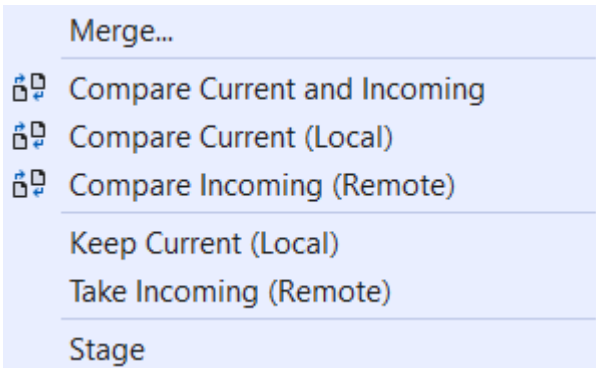 Merge...
Compare Current and Incoming
Compare Current (Local)
Compare Incoming (Remote)
Keep Current (Local)
Take Incoming (Remote)
Stage